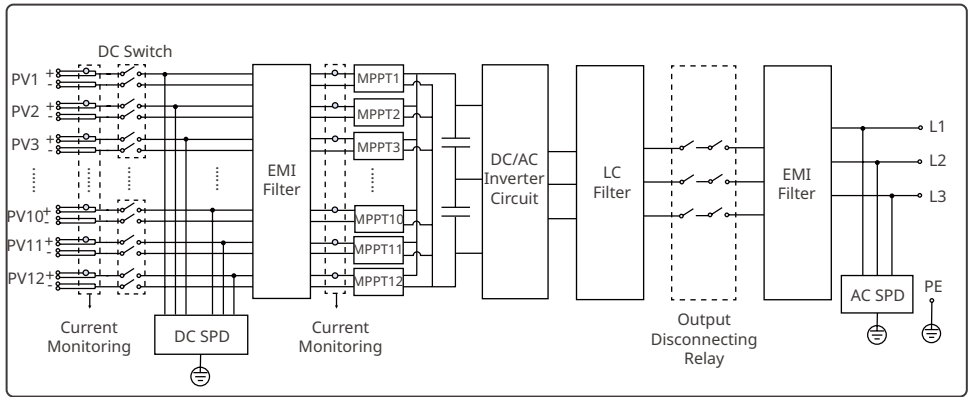 DC Switch
PV1 + -
PV2 + -
PV3 + -
PV10 + -
PV11 + -
PV12 + -
Current
Monitoring
DC SPD
EMI
Filter
Current
Monitoring
MPPT1
MPPT2
MPPT3
MPPT10
MPPT11
MPPT12
DC/AC
Inverter
Circuit
LC
Filter
Output
Disconnecting
Relay
EMI
Filter
L1
L2
L3
AC SPD
PE